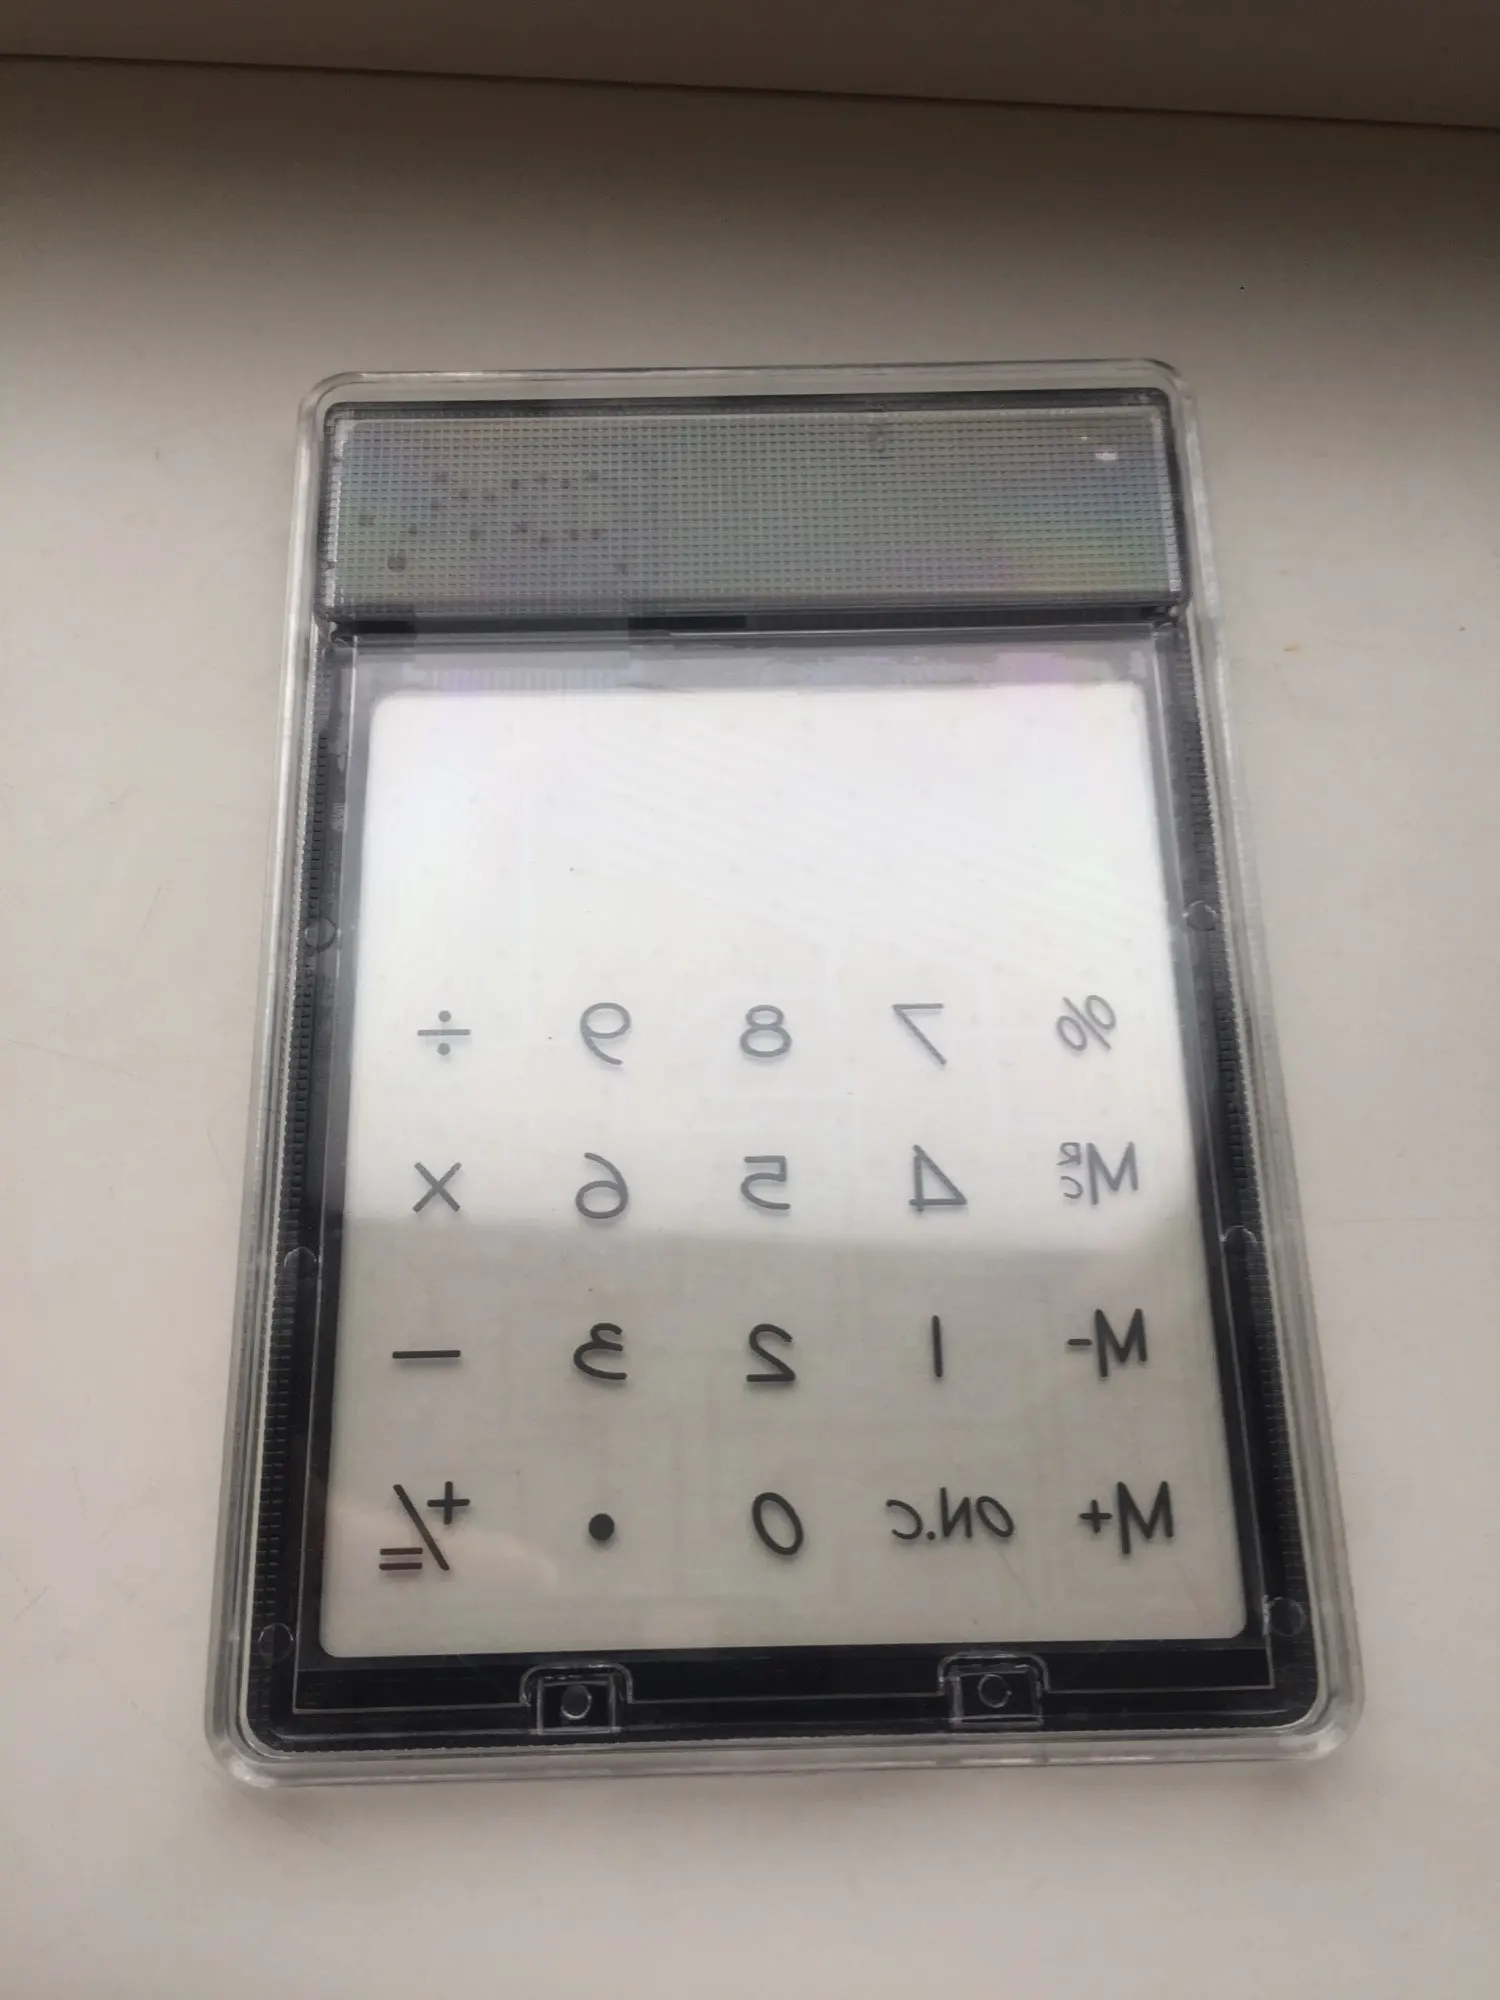 ÷ 9 8 7 %
× 6 5 4 MRC
− 3 2 1 M-
+/= • 0 ON.C M+